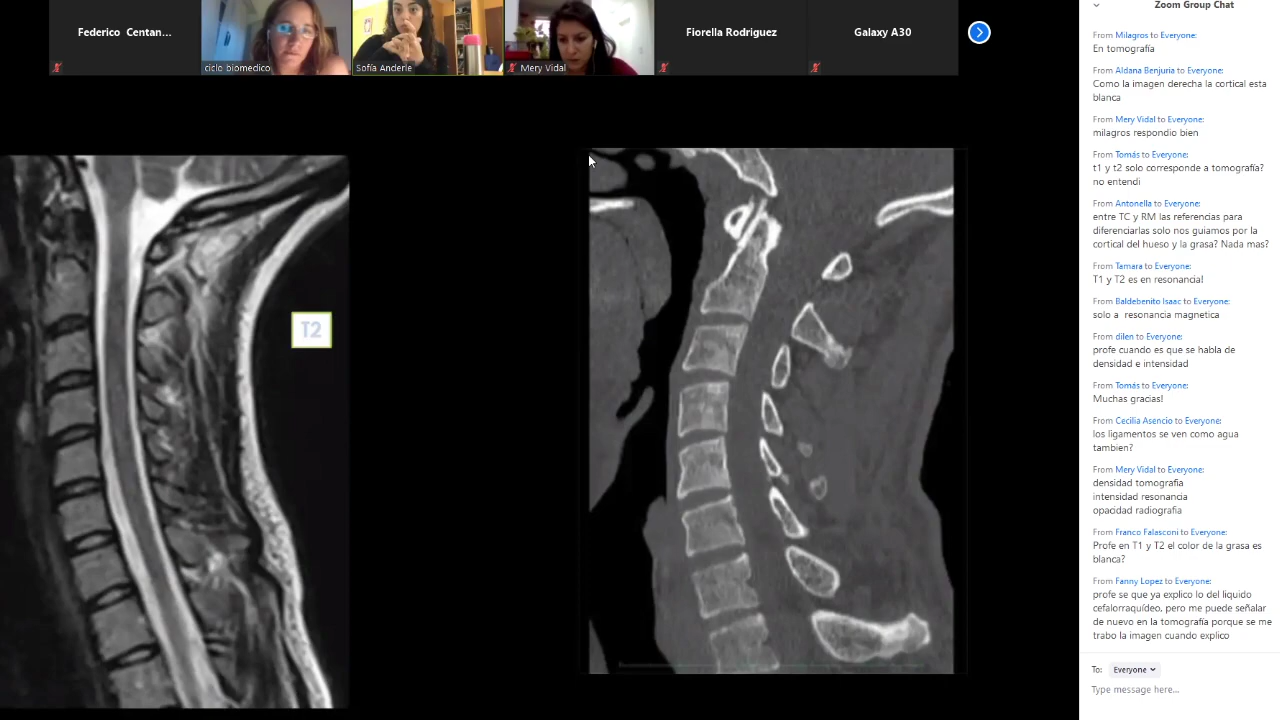 Federico Centan...
ciclo biomedico
Sofía Anderle
Mery Vidal
Fiorella Rodriguez
Galaxy A30
T2
Zoom Group Chat
From Milagros to Everyone:
En tomografía
From Aldana Benjuria to Everyone:
Como la imagen derecha la cortical esta
blanca
From Mery Vidal to Everyone:
milagros respondio bien
From Tomás to Everyone:
t1 y t2 solo corresponde a tomografía?
no entendi
From Antonella to Everyone:
entre TC y RM las referencias para
diferenciarlas solo nos guiamos por la
cortical del hueso y la grasa? Nada mas?
From Tamara to Everyone:
T1 y T2 es en resonancia!
From Baldebenito Isaac to Everyone:
solo a resonancia magnetica
From dilen to Everyone:
profe cuando es que se habla de
densidad e intensidad
From Tomás to Everyone:
Muchas gracias!
From Cecilia Asencio to Everyone:
los ligamentos se ven como agua
tambien?
From Mery Vidal to Everyone:
densidad tomografia
intensidad resonancia
opacidad radiografia
From Franco Falasconi to Everyone:
Profe en T1 y T2 el color de la grasa es
blanca?
From Fanny Lopez to Everyone:
profe se que ya explico lo del liquido
cefalorraquídeo, pero me puede señalar
de nuevo en la tomografía porque se me
trabo la imagen cuando explico
To: Everyone
Type message here...